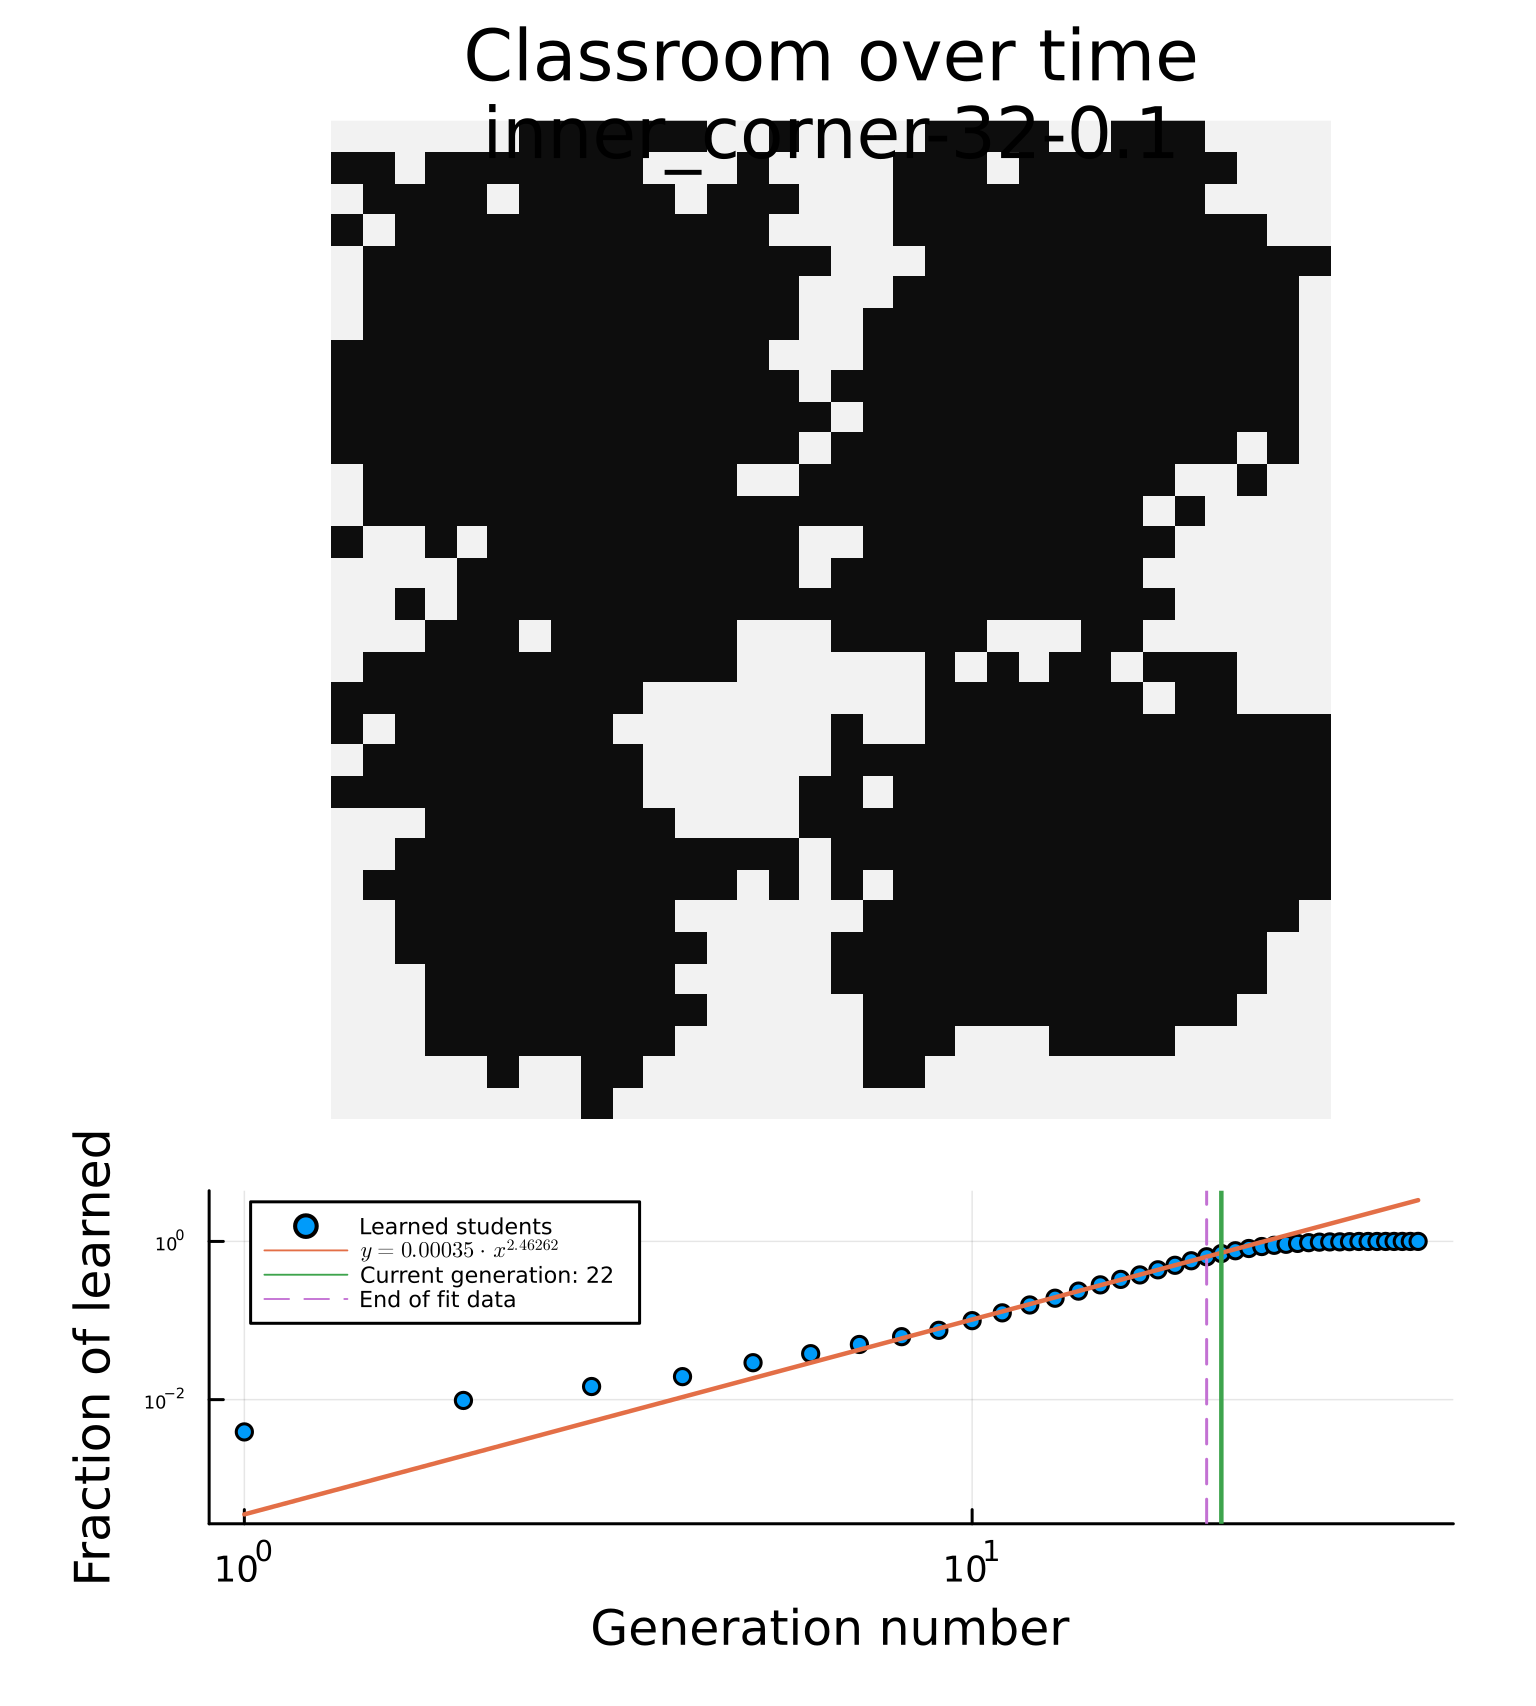 Classroom over time
inner_corner-32-0.1
Fraction of learned
10^0
10^-2
Learned students
y = 0.00035 · x^2.46262
Current generation: 22
End of fit data
10^0
10^1
Generation number